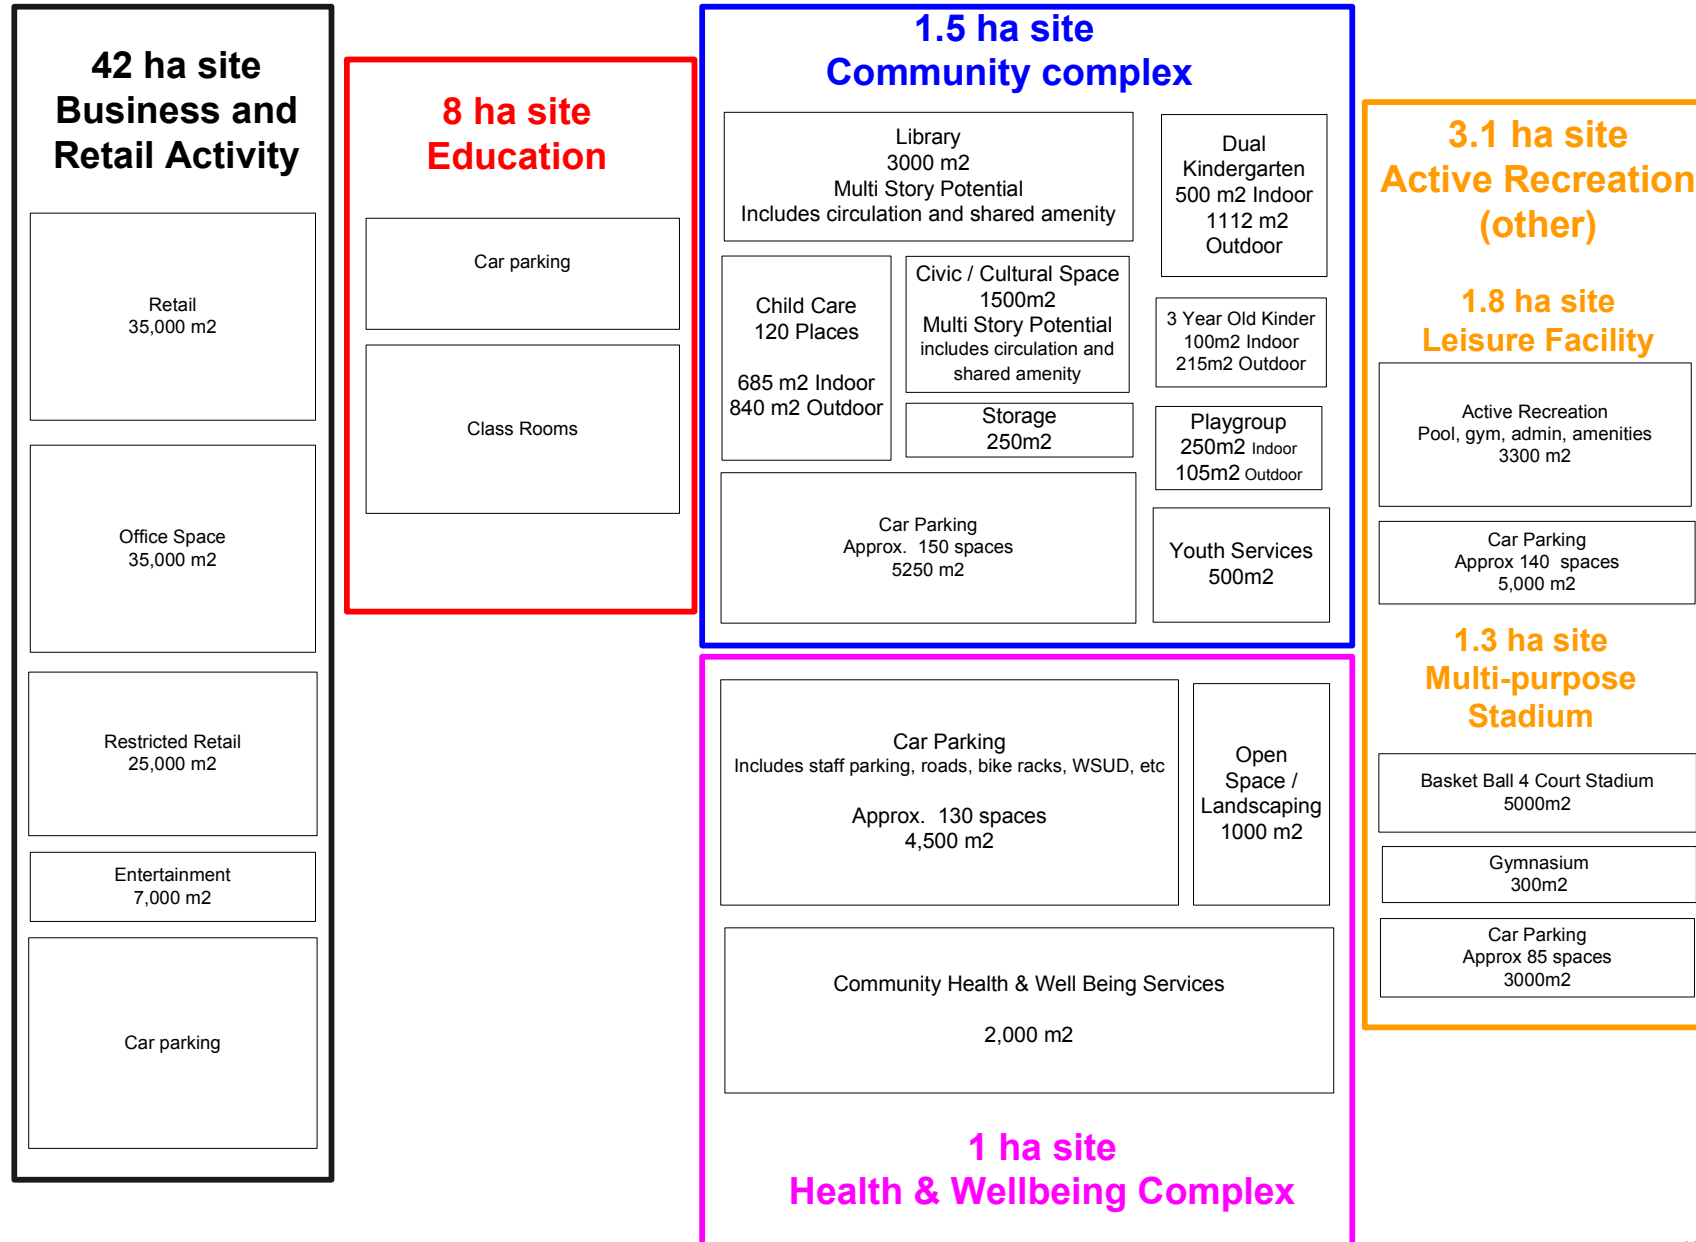 42 ha site
Business and
Retail Activity
Retail
35,000 m2
Office Space
35,000 m2
Restricted Retail
25,000 m2
Entertainment
7,000 m2
Car parking
8 ha site
Education
Car parking
Class Rooms
1.5 ha site
Community complex
Library
3000 m2
Multi Story Potential
Includes circulation and shared amenity
Dual
Kindergarten
500 m2 Indoor
1112 m2
Outdoor
Child Care
120 Places
685 m2 Indoor
840 m2 Outdoor
Civic / Cultural Space
1500m2
Multi Story Potential
includes circulation and
shared amenity
3 Year Old Kinder
100m2 Indoor
215m2 Outdoor
Storage
250m2
Playgroup
250m2 Indoor
105m2 Outdoor
Car Parking
Approx. 150 spaces
5250 m2
Youth Services
500m2
Car Parking
Includes staff parking, roads, bike racks, WSUD, etc
Approx. 130 spaces
4,500 m2
Open
Space /
Landscaping
1000 m2
Community Health & Well Being Services
2,000 m2
1 ha site
Health & Wellbeing Complex
3.1 ha site
Active Recreation
(other)
1.8 ha site
Leisure Facility
Active Recreation
Pool, gym, admin, amenities
3300 m2
Car Parking
Approx 140 spaces
5,000 m2
1.3 ha site
Multi-purpose
Stadium
Basket Ball 4 Court Stadium
5000m2
Gymnasium
300m2
Car Parking
Approx 85 spaces
3000m2